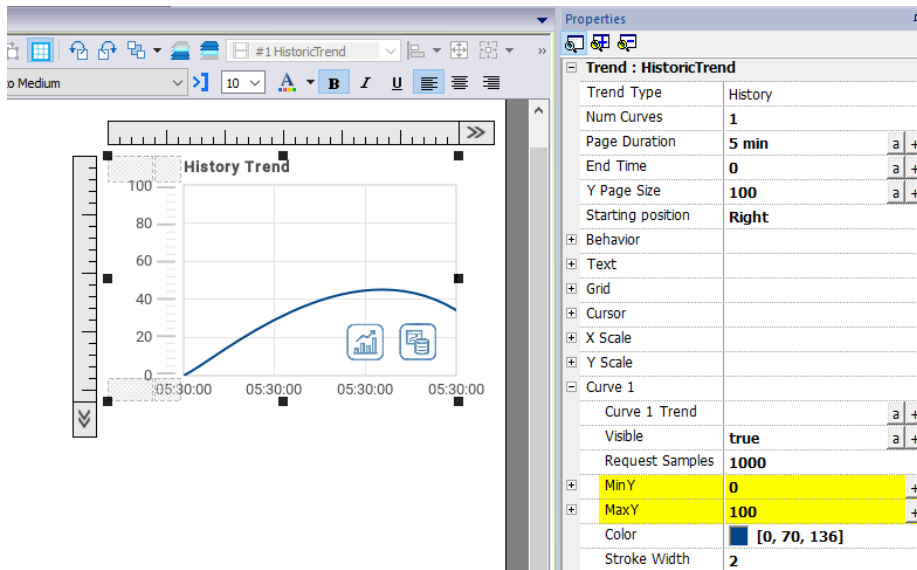 Properties
#1 HistoricTrend
o Medium
10
A
B
I
U
History Trend
100
80
60
40
20
0
05:30:00 05:30:00 05:30:00 05:30:00
Trend : HistoricTrend
Trend Type History
Num Curves 1
Page Duration 5 min a +
End Time 0 a +
Y Page Size 100 a +
Starting position Right
Behavior
Text
Grid
Cursor
X Scale
Y Scale
Curve 1
Curve 1 Trend a +
Visible true a +
Request Samples 1000
MinY 0 +
MaxY 100 +
Color [0, 70, 136]
Stroke Width 2